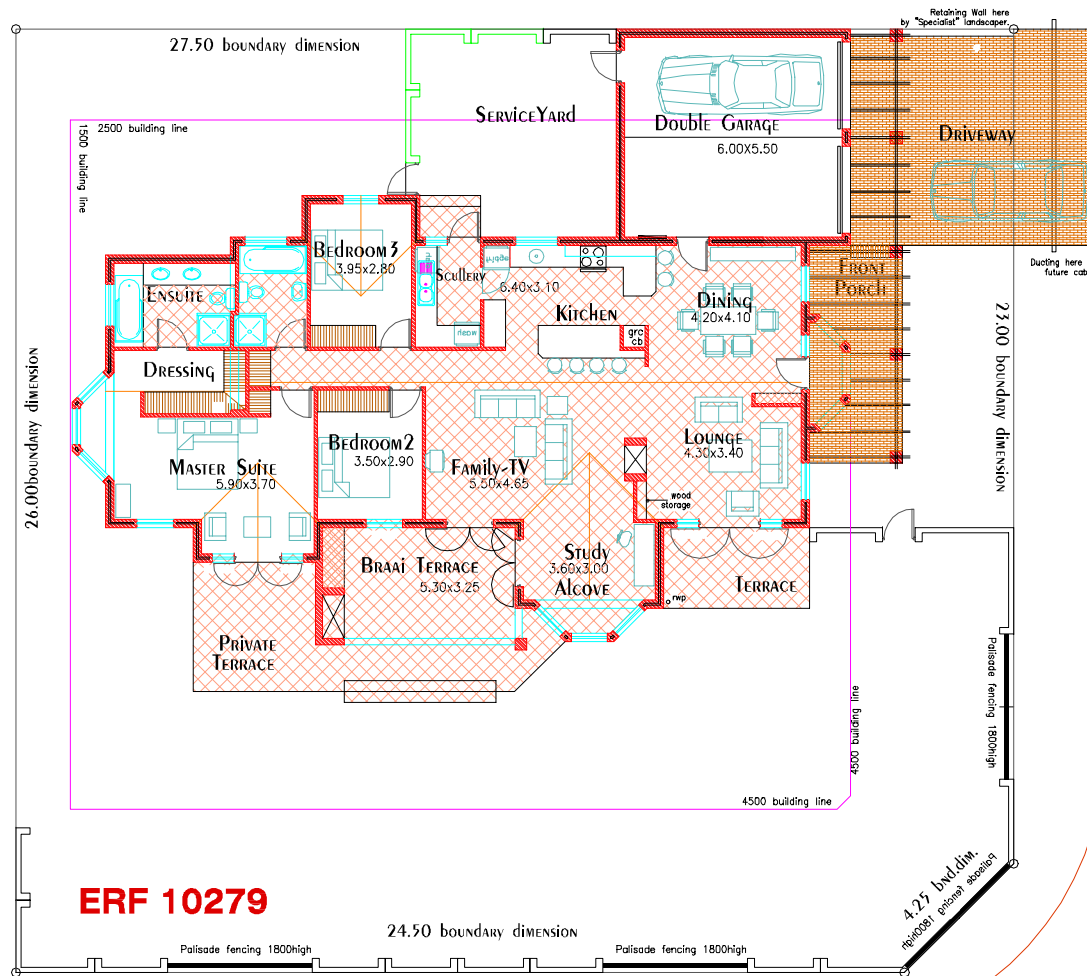 Retaining Wall here
by "Specialist" landscaper.
27.50 boundary dimension
ServiceYard
Double Garage
6.00X5.50
Driveway
2500 building line
1500 building line
Bedroom3
3.95x2.80
Scullery
fridge
6.40x3.10
Kitchen
grc
cb
wash
Dining
4.20x4.10
Front
Porch
Ducting here
future cab
Ensuite
Dressing
23.00 boundary dimension
26.00boundary dimension
Master Suite
5.90x3.70
Bedroom2
3.50x2.90
Family-TV
5.50x4.65
Lounge
4.30x3.40
wood
storage
Braai Terrace
5.30x3.25
Study
3.60x3.00
Alcove
Terrace
rwp
Private
Terrace
Palisade fencing 1800high
4500 building line
4500 building line
4.25 bnd.dim.
Palisade fencing 1800high
ERF 10279
24.50 boundary dimension
Palisade fencing 1800high
Palisade fencing 1800high